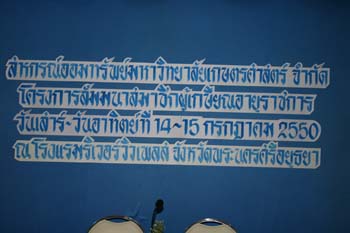 สหกรณ์ออมทรัพย์มหาวิทยาลัยเกษตรศาสตร์ จำกัด
โครงการสัมมนาสมาชิกผู้เกษียณอายุราชการ
วันเสาร์-วันอาทิตย์ที่ 14-15 กรกฎาคม 2550
ณ โรงแรมริเวอร์วิวเพลส จังหวัดพระนครศรีอยุธยา